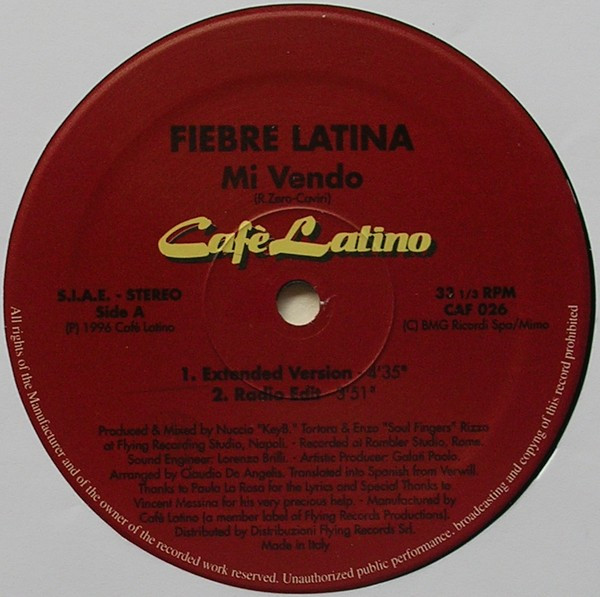 FIEBRE LATINA
Mi Vendo
(R.Zero-Caviri)
Cafè Latino
S.I.A.E. - STEREO
Side A
(P) 1996 Cafè Latino
33 1/3 RPM
CAF 026
(C) BMG Ricordi Spa/Mimo
1. Extended Version - 4'35"
2. Radio Edit - 3'51"
Produced & Mixed by Nuccio "KeyB." Tortora & Enzo "Soul Fingers" Rizzo
at Flying Recording Studio, Napoli. - Recorded at Rambler Studio, Rome.
Sound Engineer: Lorenzo Brilli. - Artistic Producer: Galati Paolo.
Arranged by Claudio De Angelis. Translated into Spanish from Verwill.
Thanks to Paulo La Rosa for the Lyrics and Special Thanks to
Vincent Messina for his very precious help. - Manufactured by
Cafè Latino (a member label of Flying Records Productions).
Distributed by Distribuzioni Flying Records Srl.
Made in Italy
All rights of the Manufacturer and of the owner of the recorded work reserved. Unauthorized public performance, broadcasting and copying of this record prohibited